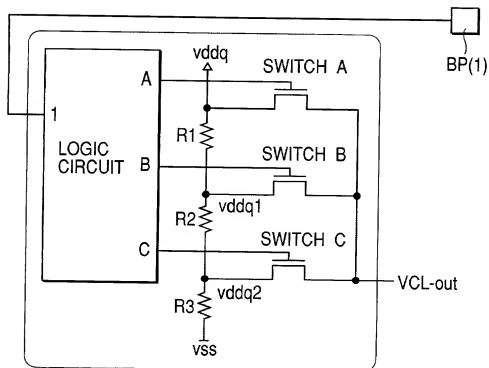 BP(1)
vddq
SWITCH A
A
1
R1
LOGIC
CIRCUIT
SWITCH B
B
vddq1
R2
SWITCH C
C
vddq2
VCL-out
R3
vss